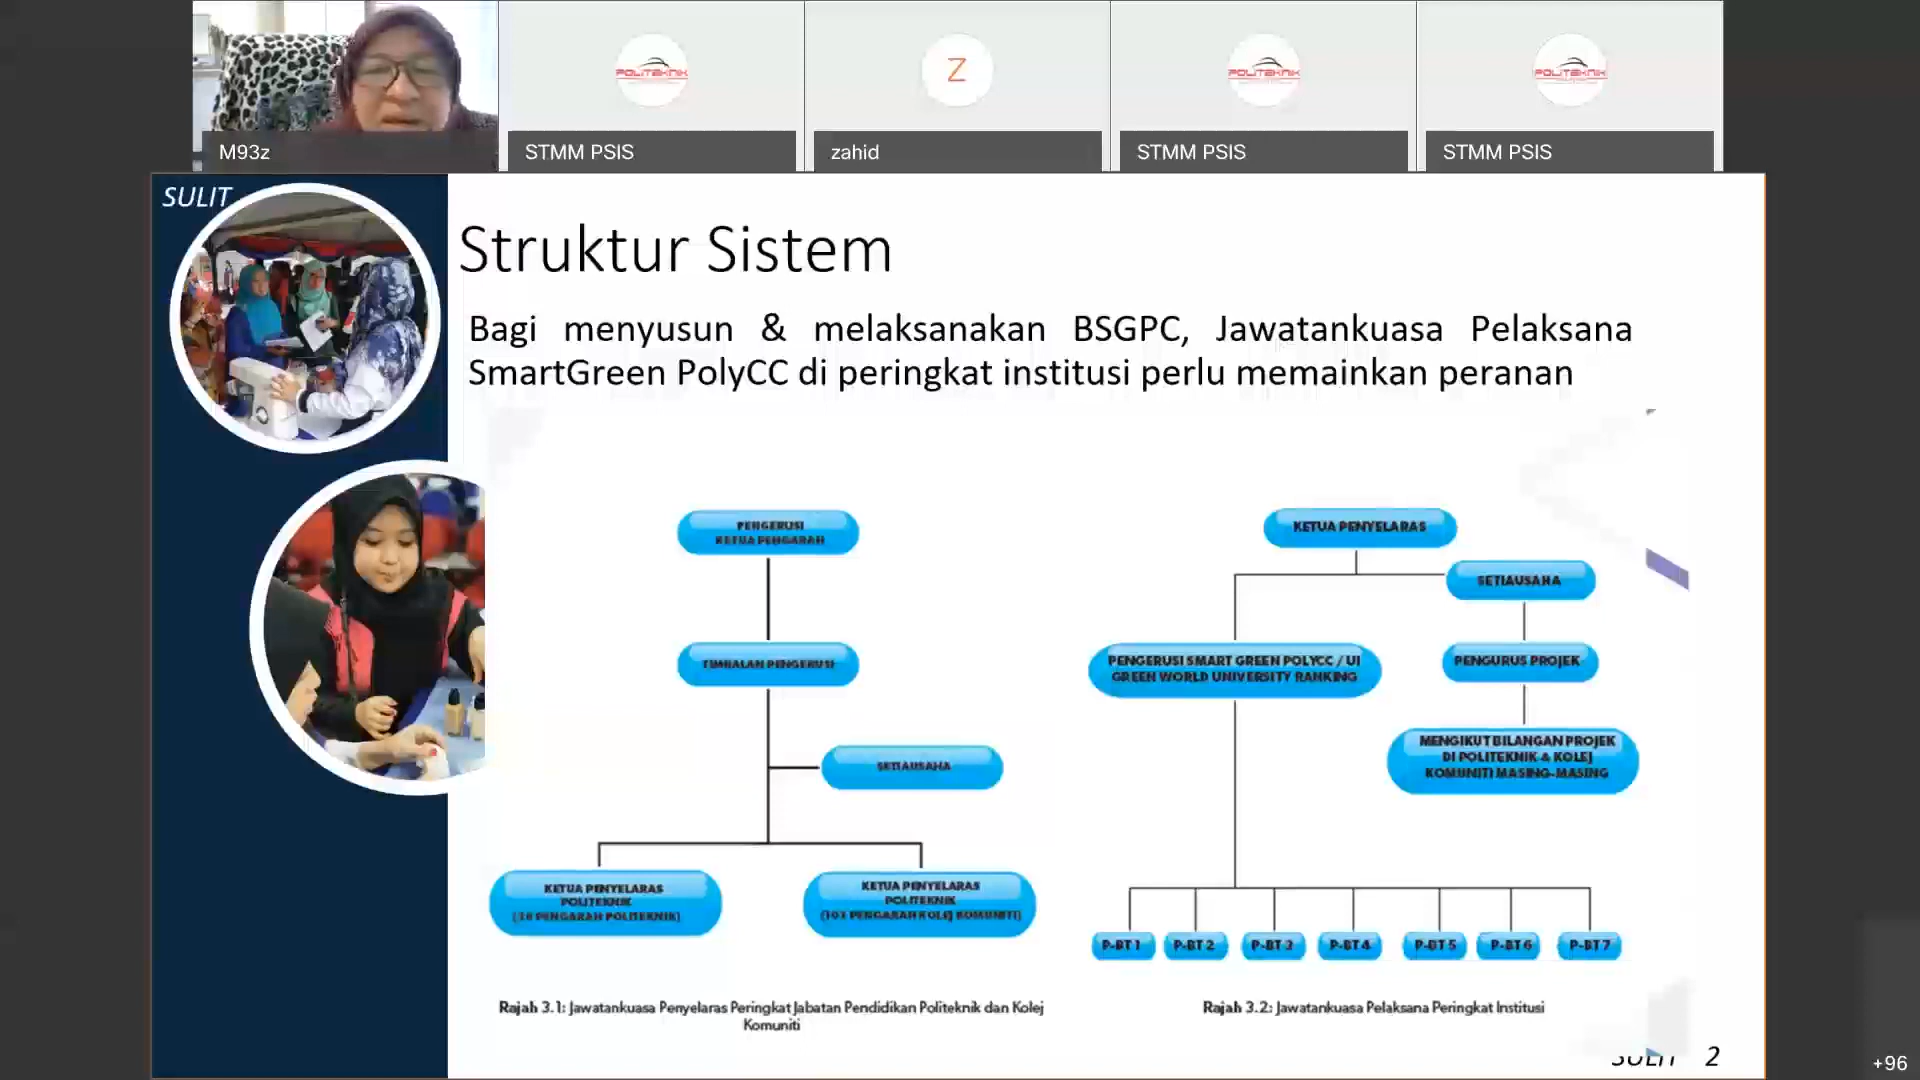 POLITEKNIK
Z
POLITEKNIK
POLITEKNIK
M93z
STMM PSIS
zahid
STMM PSIS
STMM PSIS
SULIT
Struktur Sistem
Bagi menyusun & melaksanakan BSGPC, Jawatankuasa Pelaksana
SmartGreen PolyCC di peringkat institusi perlu memainkan peranan
PENGERUSI
KETUA PENGARAH
TIMBALAN PENGERUSI
SETIAUSAHA
KETUA PENYELARAS
POLITEKNIK
PENGARAH POLITEKNIK)
KETUA PENYELARAS
POLITEKNIK
(103 PENGARAH KOLEJ KOMUNITI)
Rajah 3.1: Jawatankuasa Penyelaras Peringkat Jabatan Pendidikan Politeknik dan Kolej
Komuniti
KETUA PENYELARAS
SETIAUSAHA
PENGERUSI SMART GREEN POLYCC / UI
GREEN WORLD UNIVERSITY RANKING
PENGURUS PROJEK
MENGIKUT BILANGAN PROJEK
DI POLITEKNIK & KOLEJ
KOMUNITI MASING-MASING
P-BT 1
P-BT 2
P-BT 3
P-BT 4
P-BT 5
P-BT 6
P-BT 7
Rajah 3.2: Jawatankuasa Pelaksana Peringkat Institusi
SULIT 2
+96